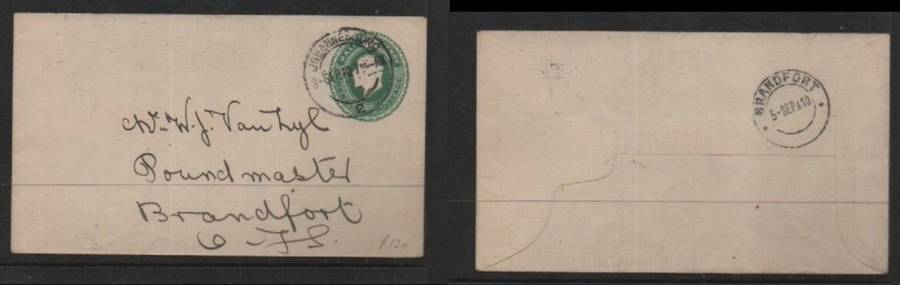 JOHANNESBURG
Mr. W. J. Van Zyl
Poundmaster
Brandfort
O.F.S.
BRANDFORT
5-SEP.10